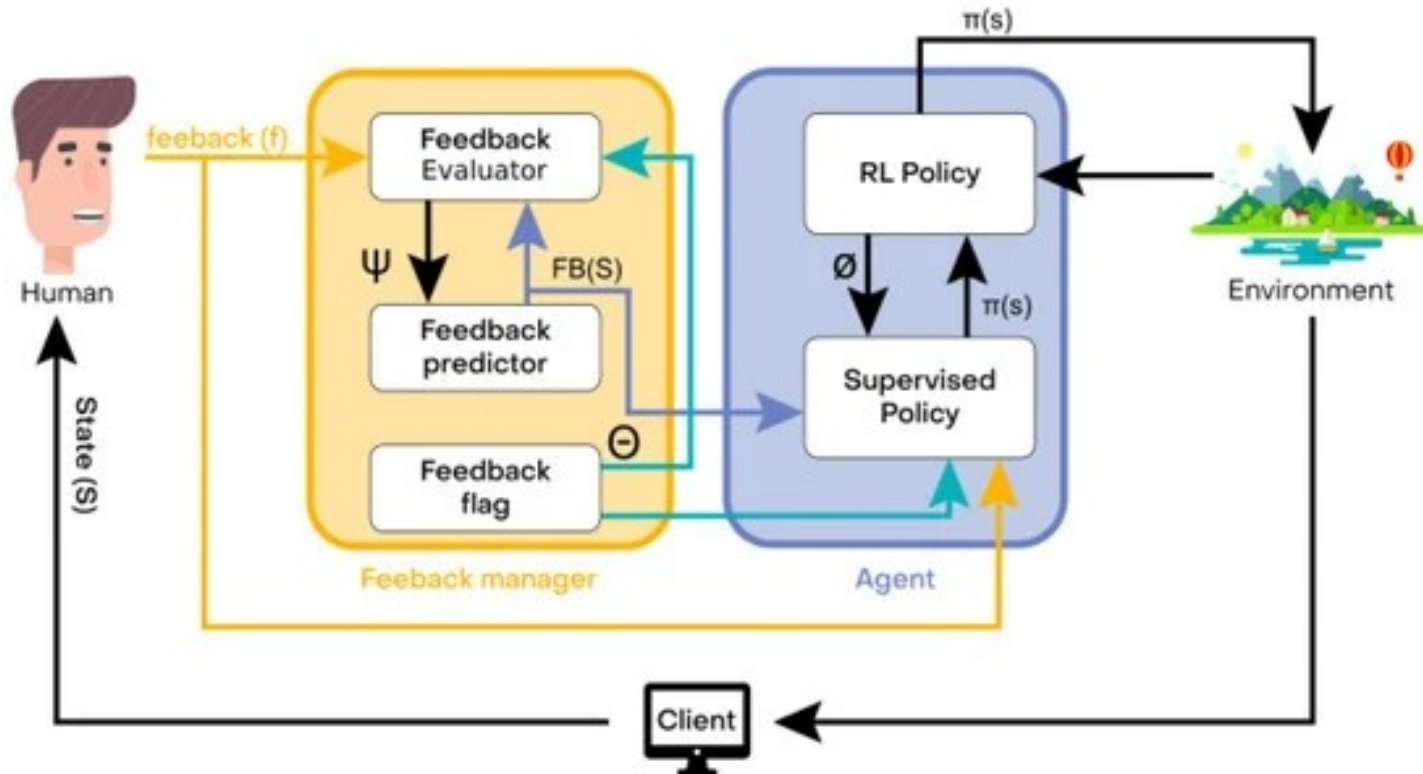 π(s)
feeback (f)
Feedback
Evaluator
RL Policy
Ψ
FB(S)
Ø
π(s)
Human
Environment
Feedback
predictor
Supervised
Policy
State (S)
Θ
Feedback
flag
Feeback manager
Agent
Client